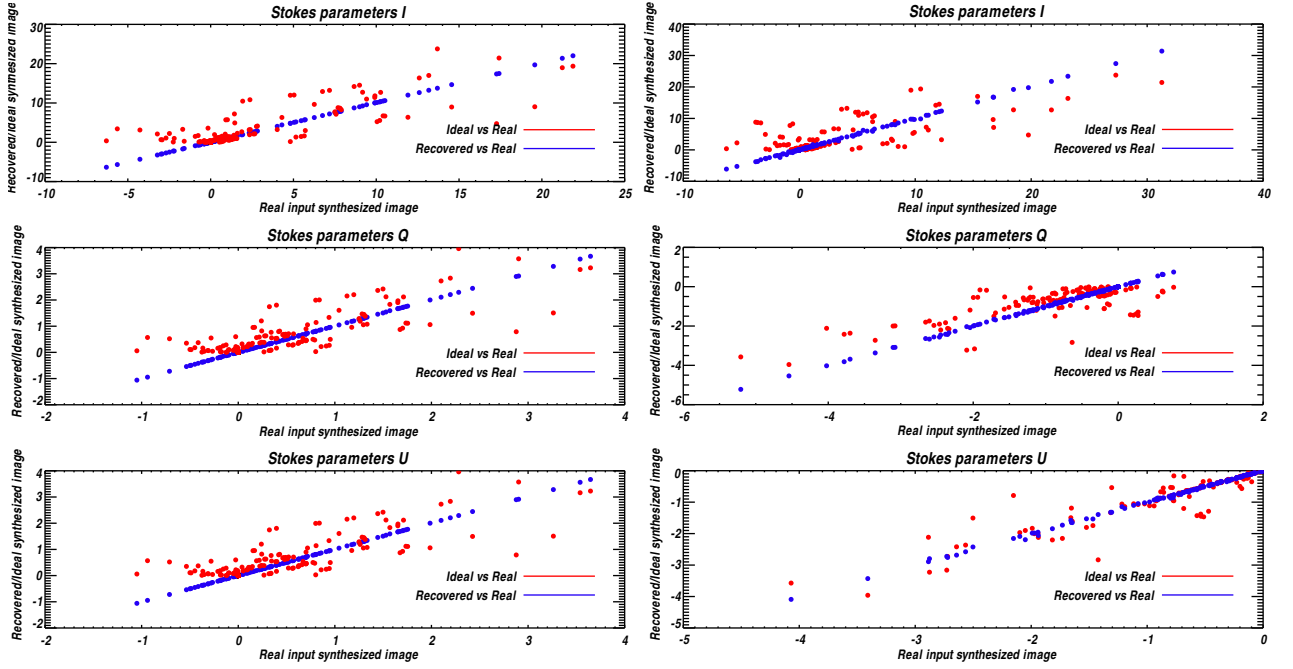 Stokes parameters I
Recovered/Ideal synthesized image
30
20
10
0
-10
Ideal vs Real
Recovered vs Real
-10 -5 0 5 10 15 20 25
Real input synthesized image
Stokes parameters I
Recovered/Ideal synthesized image
40
30
20
10
0
-10
Ideal vs Real
Recovered vs Real
-10 0 10 20 30 40
Real input synthesized image
Stokes parameters Q
Recovered/Ideal synthesized image
4
3
2
1
0
-1
-2
Ideal vs Real
Recovered vs Real
-2 -1 0 1 2 3 4
Real input synthesized image
Stokes parameters Q
Recovered/Ideal synthesized image
2
0
-2
-4
-6
Ideal vs Real
Recovered vs Real
-6 -4 -2 0 2
Real input synthesized image
Stokes parameters U
Recovered/Ideal synthesized image
4
3
2
1
0
-1
-2
Ideal vs Real
Recovered vs Real
-2 -1 0 1 2 3 4
Real input synthesized image
Stokes parameters U
Recovered/Ideal synthesized image
0
-1
-2
-3
-4
-5
Ideal vs Real
Recovered vs Real
-5 -4 -3 -2 -1 0
Real input synthesized image